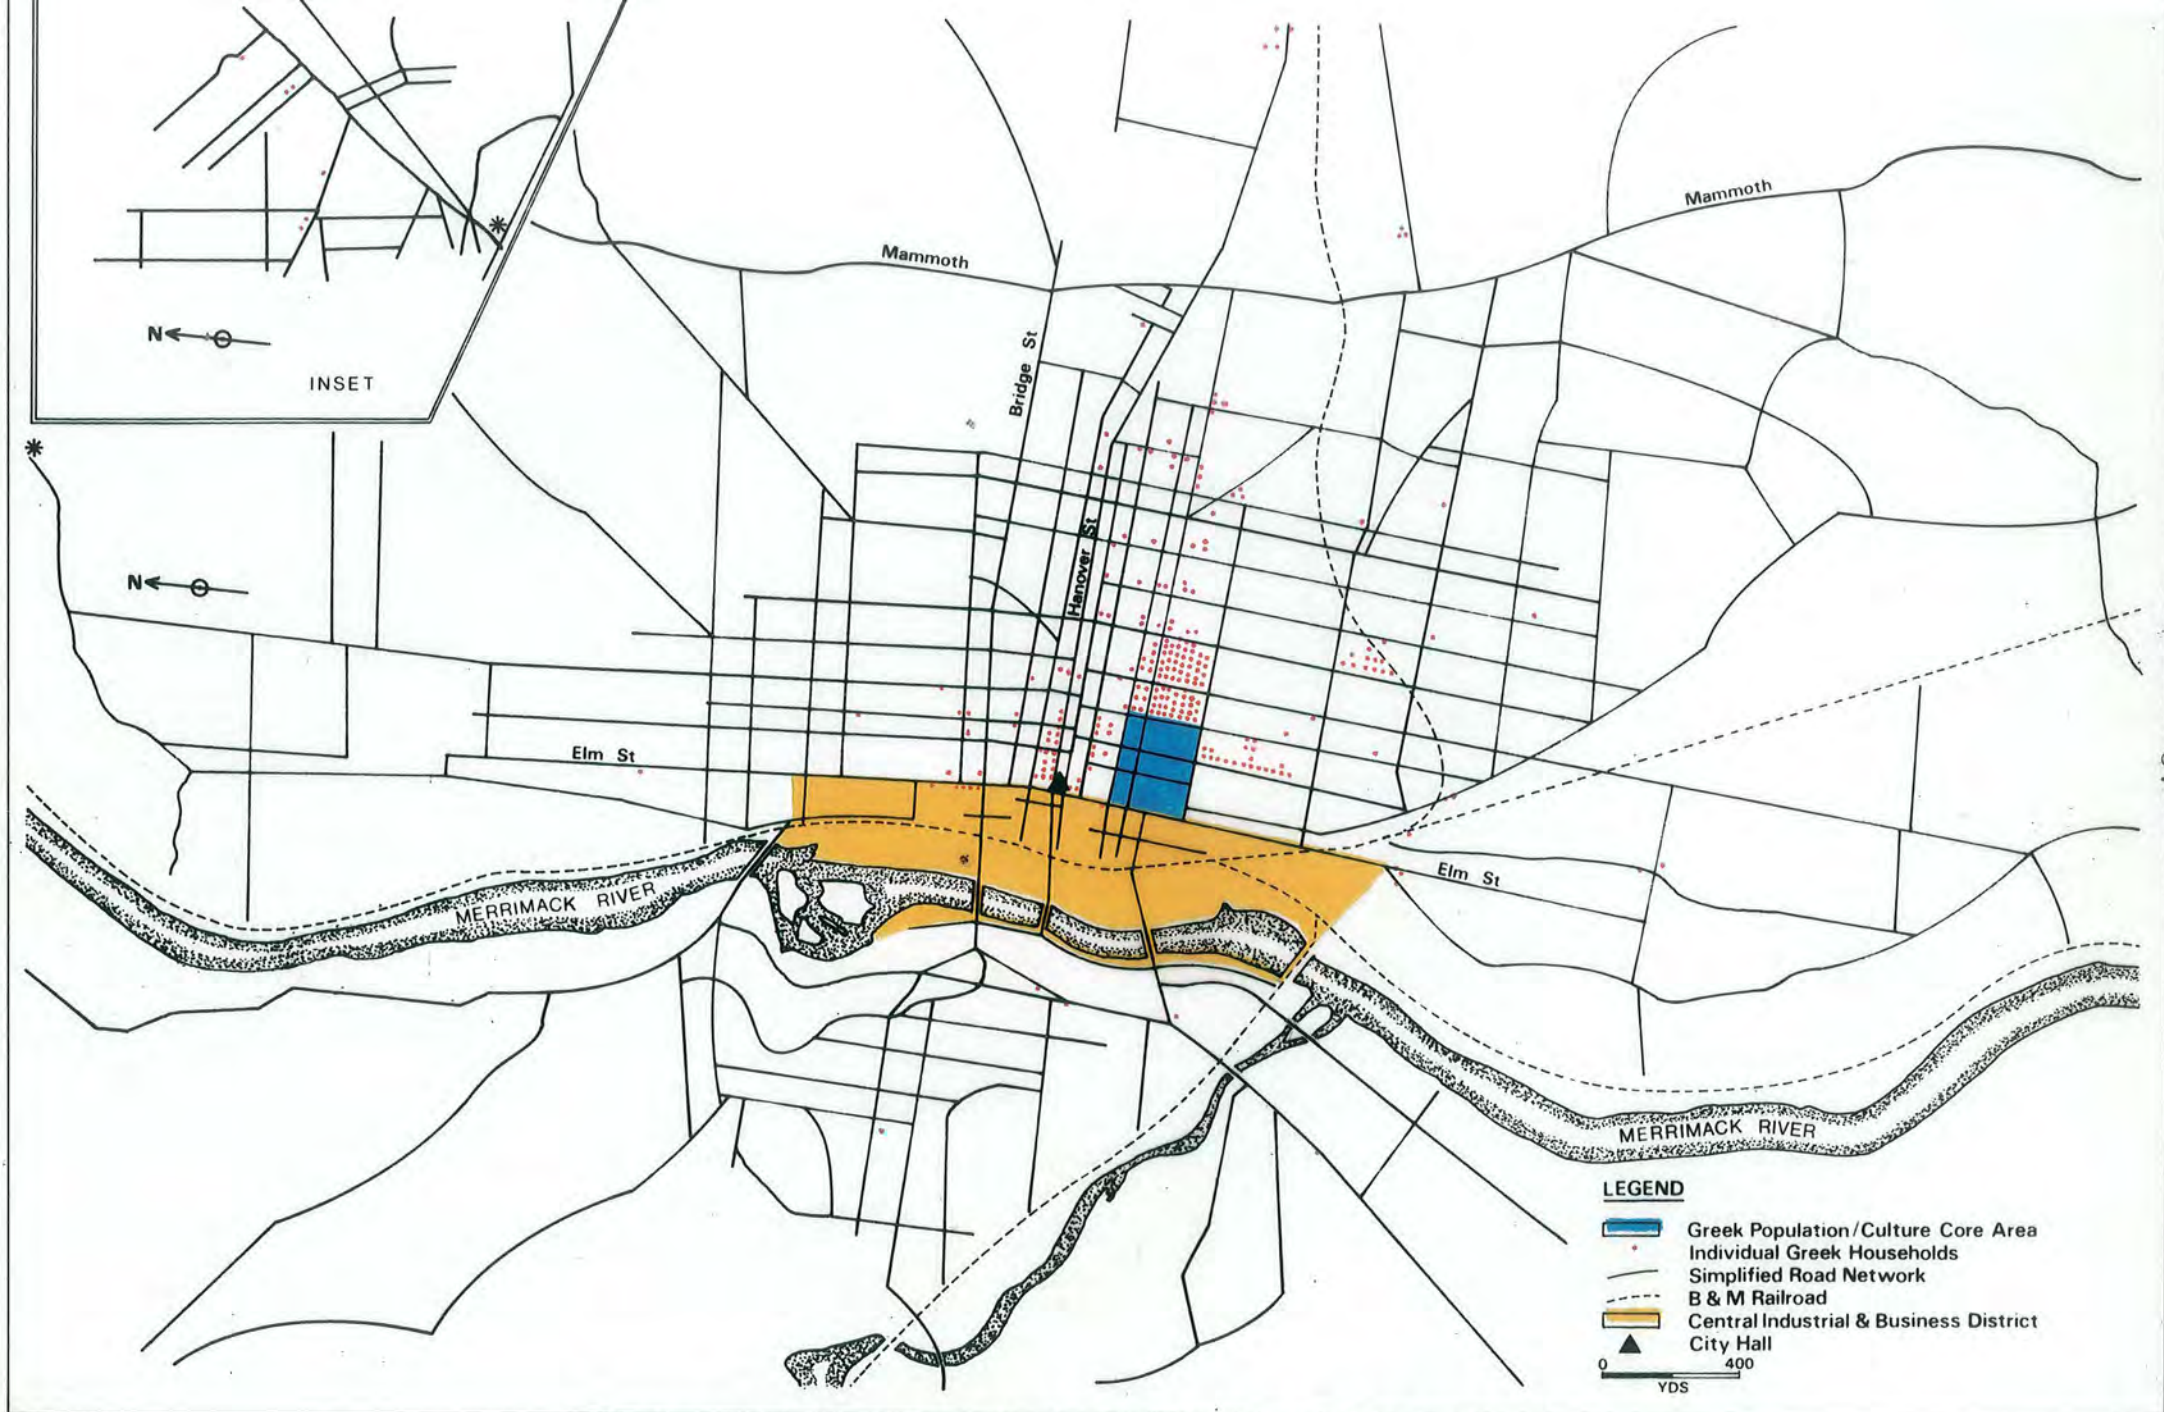 Mammoth
Mammoth
N
INSET
Bridge St
Hanover St
N
Elm St
Elm St
MERRIMACK RIVER
MERRIMACK RIVER
LEGEND
Greek Population/Culture Core Area
Individual Greek Households
Simplified Road Network
B & M Railroad
Central Industrial & Business District
City Hall
0 400
YDS